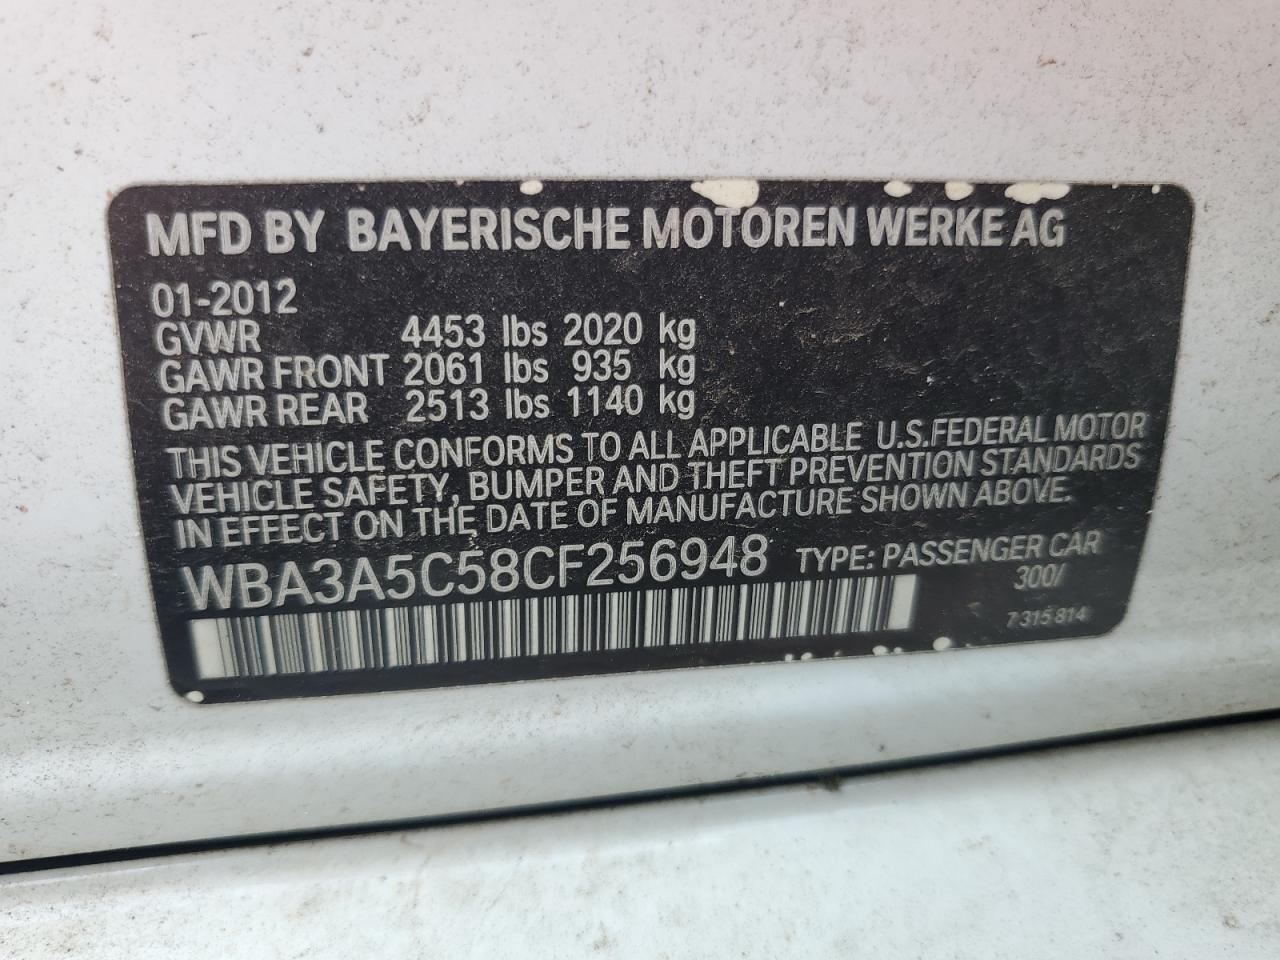 MFD BY BAYERISCHE MOTOREN WERKE AG
01-2012
GVWR 4453 lbs 2020 kg
GAWR FRONT 2061 lbs 935 kg
GAWR REAR 2513 lbs 1140 kg
THIS VEHICLE CONFORMS TO ALL APPLICABLE U.S.FEDERAL MOTOR
VEHICLE SAFETY, BUMPER AND THEFT PREVENTION STANDARDS
IN EFFECT ON THE DATE OF MANUFACTURE SHOWN ABOVE.
WBA3A5C58CF256948 TYPE: PASSENGER CAR
300/
7 315 814